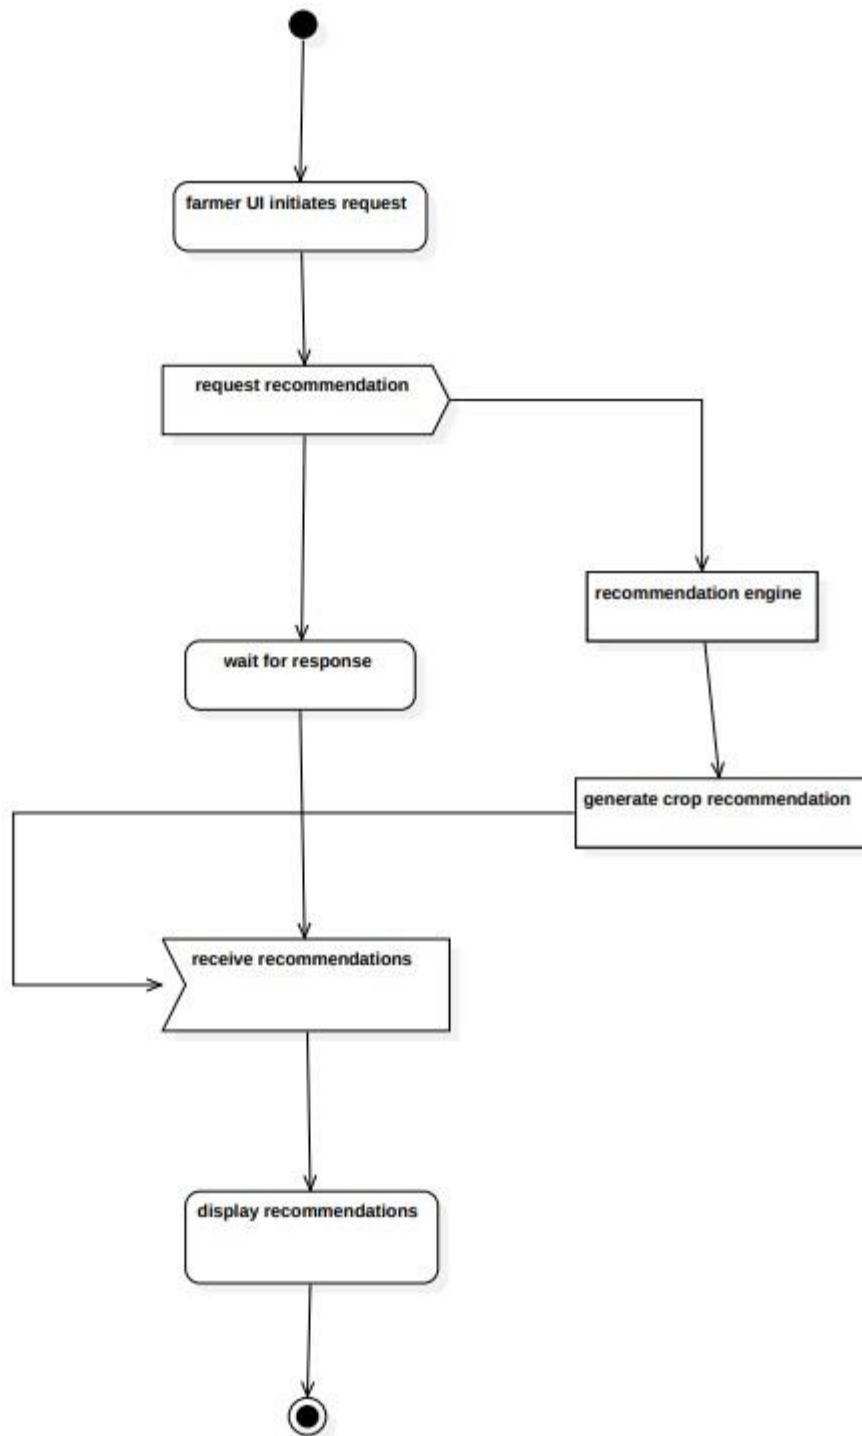 farmer UI initiates request
request recommendation
recommendation engine
wait for response
generate crop recommendation
receive recommendations
display recommendations